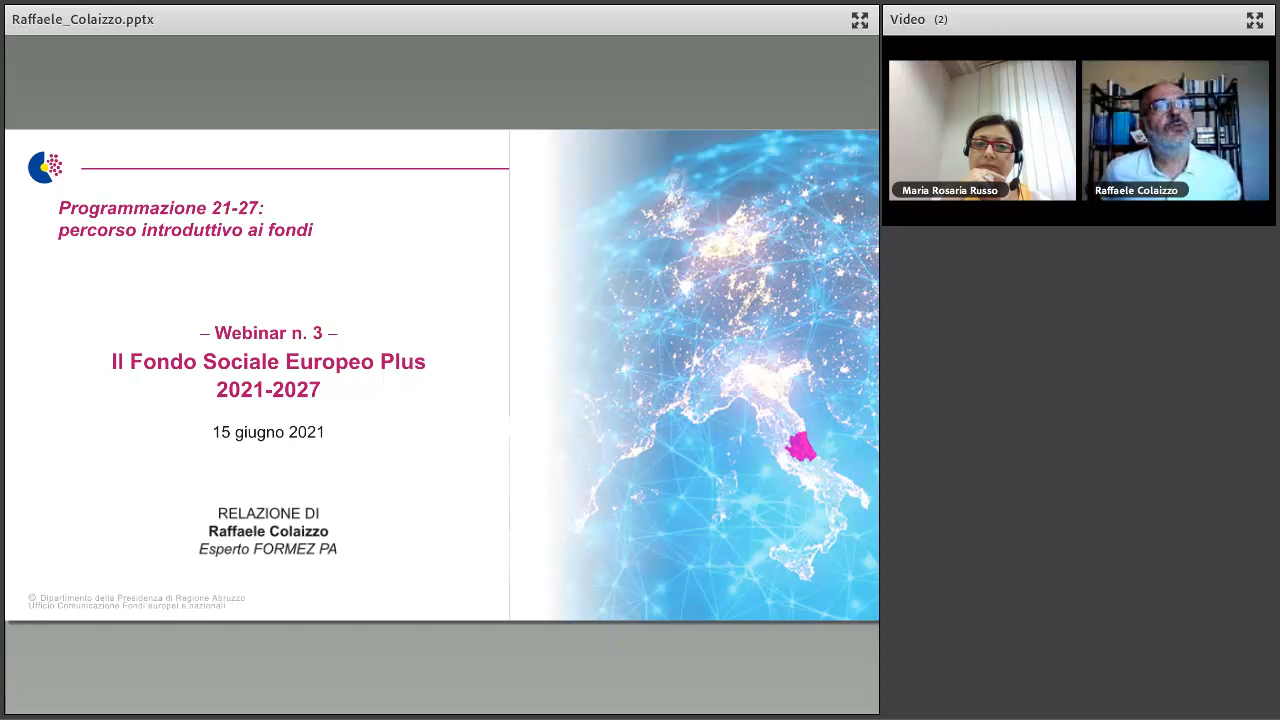 Raffaele_Colaizzo.pptx
Video (2)
Maria Rosaria Russo
Raffaele Colaizzo
Programmazione 21-27:
percorso introduttivo ai fondi
– Webinar n. 3 –
Il Fondo Sociale Europeo Plus
2021-2027
15 giugno 2021
RELAZIONE DI
Raffaele Colaizzo
Esperto FORMEZ PA
© Dipartimento della Presidenza di Regione Abruzzo
Ufficio Comunicazione Fondi europei e nazionali